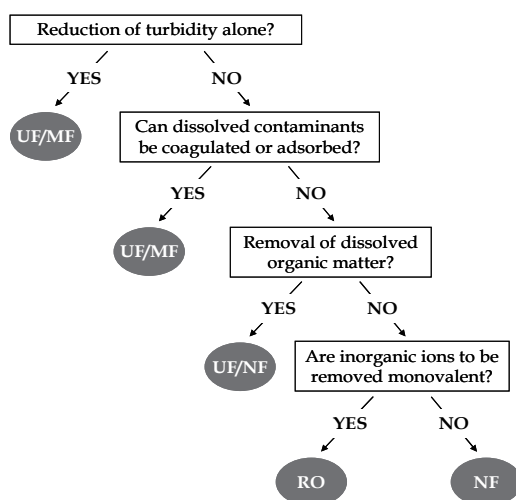 Reduction of turbidity alone?
YES
NO
UF/MF
Can dissolved contaminants
be coagulated or adsorbed?
YES
NO
UF/MF
Removal of dissolved
organic matter?
YES
NO
UF/NF
Are inorganic ions to be
removed monovalent?
YES
NO
RO
NF